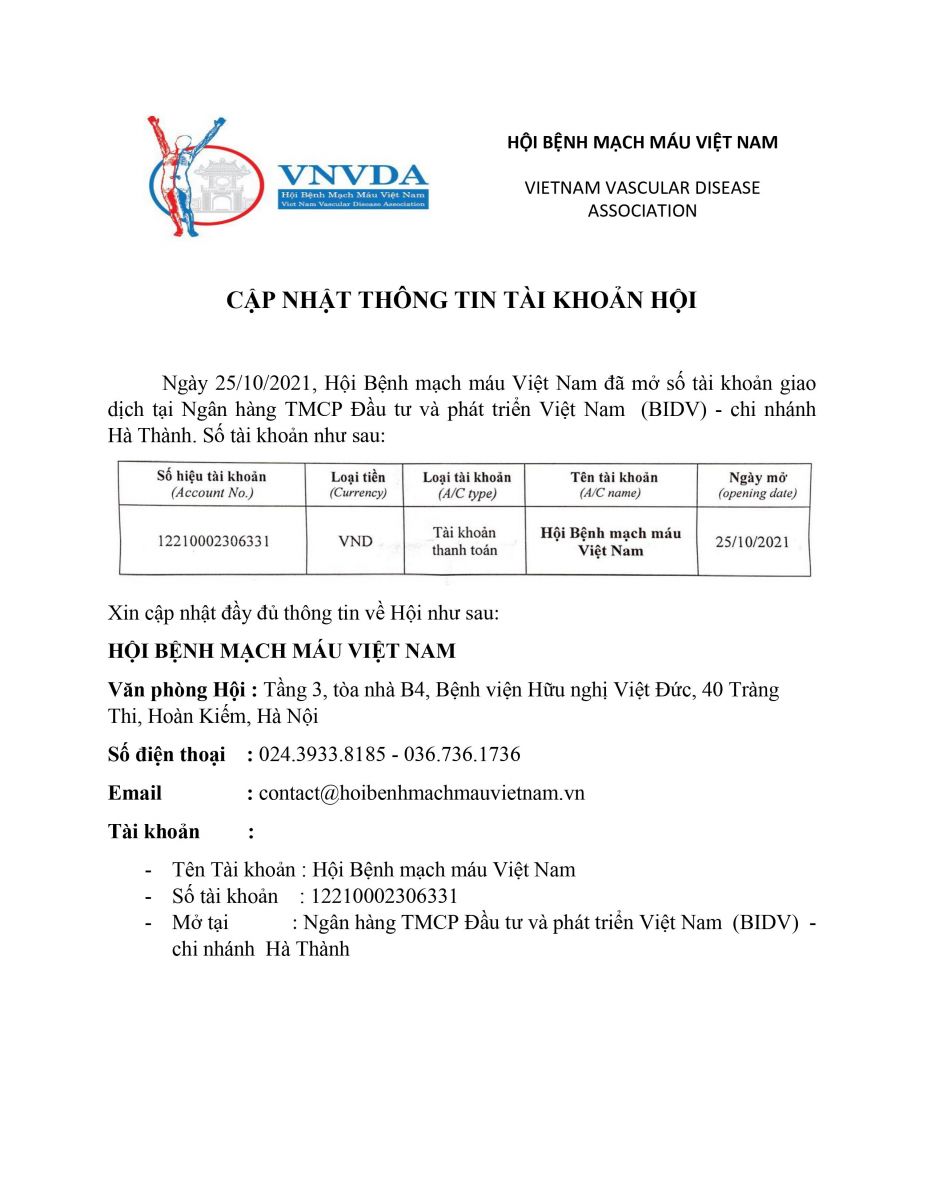 VNVDA
Hội Bệnh Mạch Máu Việt Nam
Viet Nam Vascular Disease Association
HỘI BỆNH MẠCH MÁU VIỆT NAM
VIETNAM VASCULAR DISEASE
ASSOCIATION
CẬP NHẬT THÔNG TIN TÀI KHOẢN HỘI
Ngày 25/10/2021, Hội Bệnh mạch máu Việt Nam đã mở số tài khoản giao
dịch tại Ngân hàng TMCP Đầu tư và phát triển Việt Nam (BIDV) - chi nhánh
Hà Thành. Số tài khoản như sau:
Số hiệu tài khoản Loại tiền Loại tài khoản Tên tài khoản Ngày mở
(Account No.) (Currency) (A/C type) (A/C name) (opening date)
12210002306331 VND Tài khoản Hội Bệnh mạch máu 25/10/2021
thanh toán Việt Nam
Xin cập nhật đầy đủ thông tin về Hội như sau:
HỘI BỆNH MẠCH MÁU VIỆT NAM
Văn phòng Hội : Tầng 3, tòa nhà B4, Bệnh viện Hữu nghị Việt Đức, 40 Tràng
Thi, Hoàn Kiếm, Hà Nội
Số điện thoại : 024.3933.8185 - 036.736.1736
Email : contact@hoibenhmachmauvietnam.vn
Tài khoản :
- Tên Tài khoản : Hội Bệnh mạch máu Việt Nam
- Số tài khoản : 12210002306331
- Mở tại : Ngân hàng TMCP Đầu tư và phát triển Việt Nam (BIDV) -
chi nhánh Hà Thành